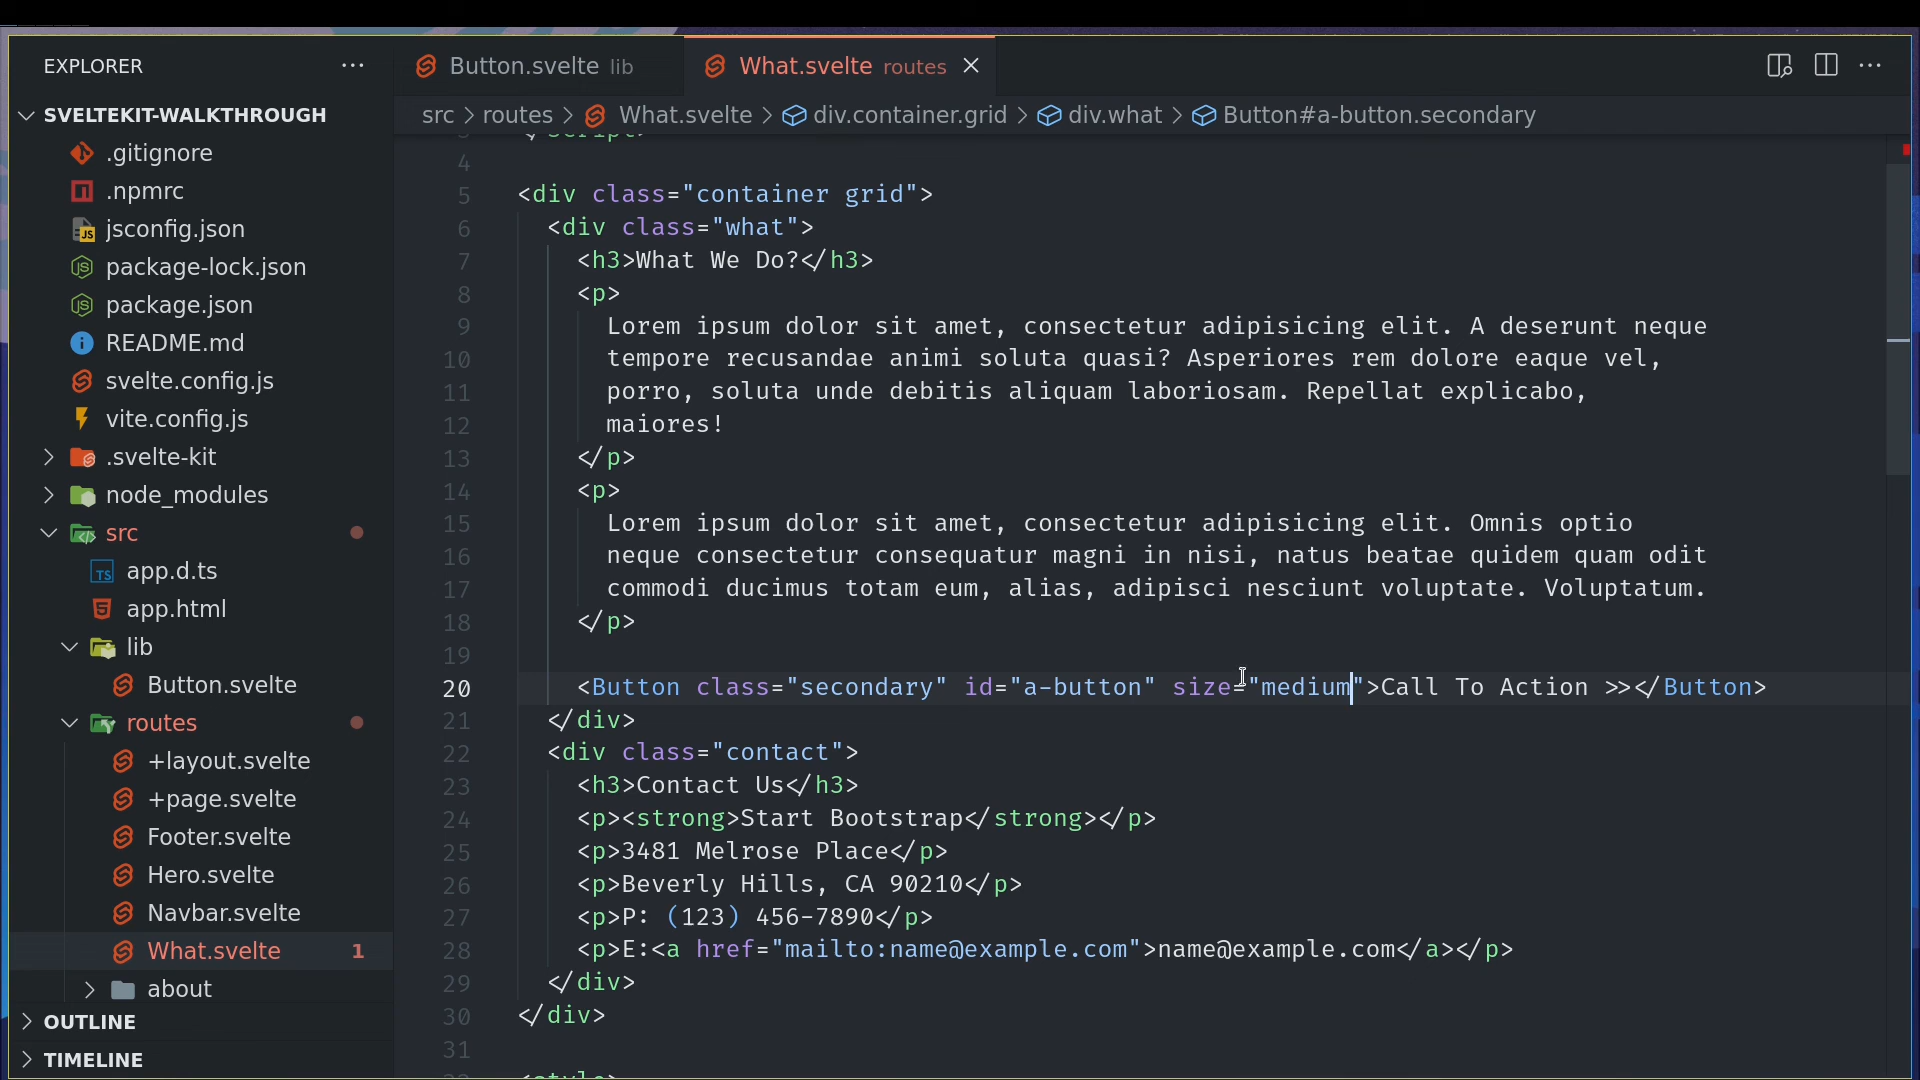 EXPLORER
SVELTEKIT-WALKTHROUGH
.gitignore
.npmrc
jsconfig.json
package-lock.json
package.json
README.md
svelte.config.js
vite.config.js
.svelte-kit
node_modules
src
app.d.ts
app.html
lib
Button.svelte
routes
+layout.svelte
+page.svelte
Footer.svelte
Hero.svelte
Navbar.svelte
What.svelte 1
about
OUTLINE
TIMELINE
Button.svelte lib What.svelte routes
src > routes > What.svelte > div.container.grid > div.what > Button#a-button.secondary
3 </script>
4
5 <div class="container grid">
6 <div class="what">
7 <h3>What We Do?</h3>
8 <p>
9 Lorem ipsum dolor sit amet, consectetur adipisicing elit. A deserunt neque
10 tempore recusandae animi soluta quasi? Asperiores rem dolore eaque vel,
11 porro, soluta unde debitis aliquam laboriosam. Repellat explicabo,
12 maiores!
13 </p>
14 <p>
15 Lorem ipsum dolor sit amet, consectetur adipisicing elit. Omnis optio
16 neque consectetur consequatur magni in nisi, natus beatae quidem quam odit
17 commodi ducimus totam eum, alias, adipisci nesciunt voluptate. Voluptatum.
18 </p>
19
20 <Button class="secondary" id="a-button" size="medium">Call To Action >></Button>
21 </div>
22 <div class="contact">
23 <h3>Contact Us</h3>
24 <p><strong>Start Bootstrap</strong></p>
25 <p>3481 Melrose Place</p>
26 <p>Beverly Hills, CA 90210</p>
27 <p>P: (123) 456-7890</p>
28 <p>E:<a href="mailto:name@example.com">name@example.com</a></p>
29 </div>
30 </div>
31
32 <style>